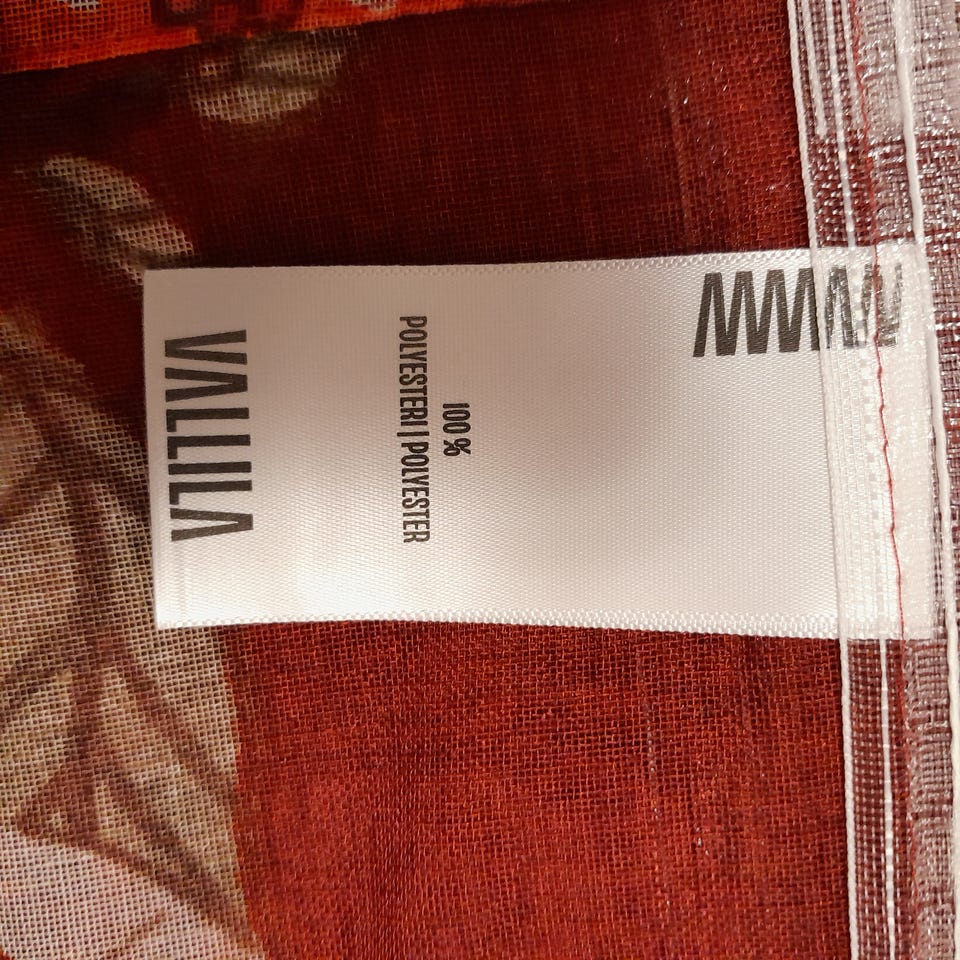 100 %
POLYESTERI | POLYESTER
VALLILA